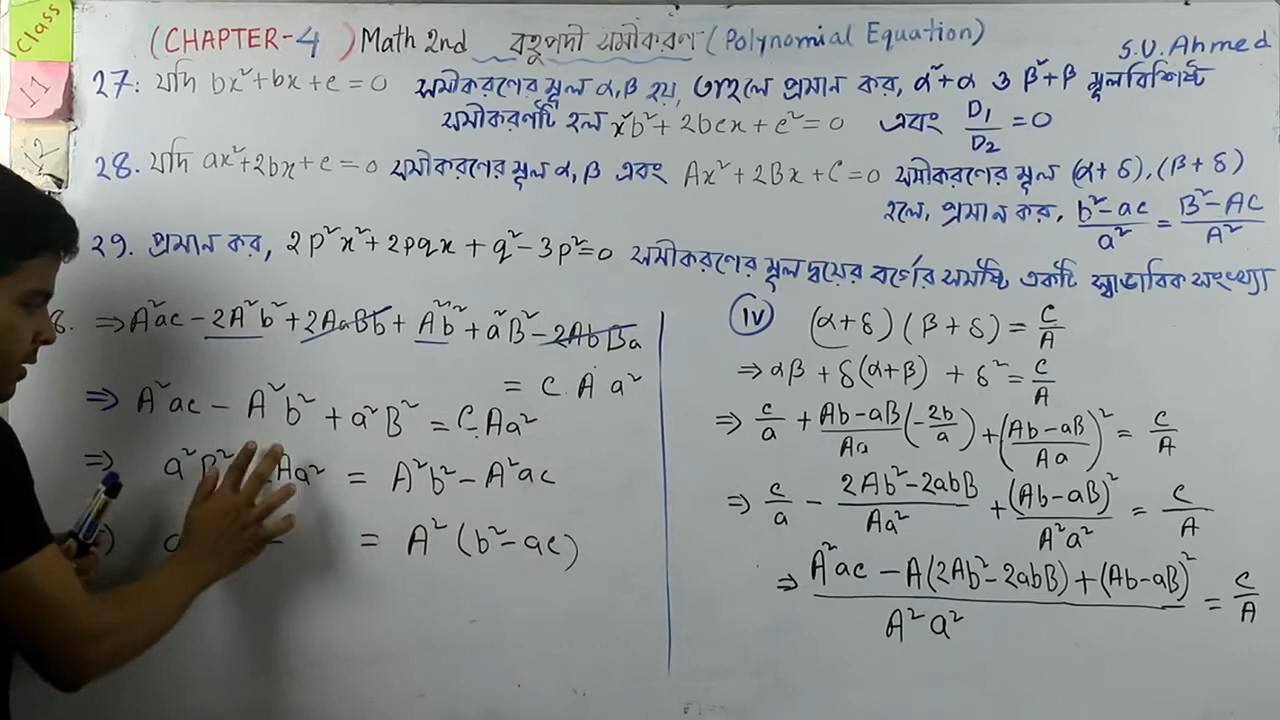 Class
11
12
(CHAPTER-4) Math 2nd বহুপদী সমীকরণ (Polynomial Equation)
S.U.Ahmed
27: যদি bx²+bx+c=0 সমীকরণের মূল α,β হয়, তাহলে প্রমান কর, α²+α ও β²+β মূলবিশিষ্ট
সমীকরণটি হল x²b²+2bcx+c²=0 এবং D₁/D₂=0
28. যদি ax²+2bx+c=0 সমীকরণের মূল α,β এবং Ax²+2Bx+C=0 সমীকরণের মূল (α+δ),(β+δ)
হলে, প্রমান কর, (b²-ac)/a² = (B²-AC)/A²
29. প্রমান কর, 2p²x²+2pqx+q²-3p²=0 সমীকরণের মূলদ্বয়ের বর্গের সমষ্টি একটি স্বাভাবিক সংখ্যা
8. ⇒A²ac-2A²b²+2AaBb+A²b²+a²B²-2AbBa
= C.A a²
⇒ A²ac-A²b²+a²B²=C.Aa²
⇒ a²B² Aa² = A²b²-A²ac
= A²(b²-ac)
iv (α+δ)(β+δ)=C/A
⇒αβ+δ(α+β)+δ²=C/A
⇒ c/a+(Ab-aB)/Aa(-2b/a)+((Ab-aB)/Aa)²=C/A
⇒ c/a-(2Ab²-2abB)/Aa²+(Ab-aB)²/A²a²=C/A
⇒ (A²ac-A(2Ab²-2abB)+(Ab-aB)²)/A²a²=C/A